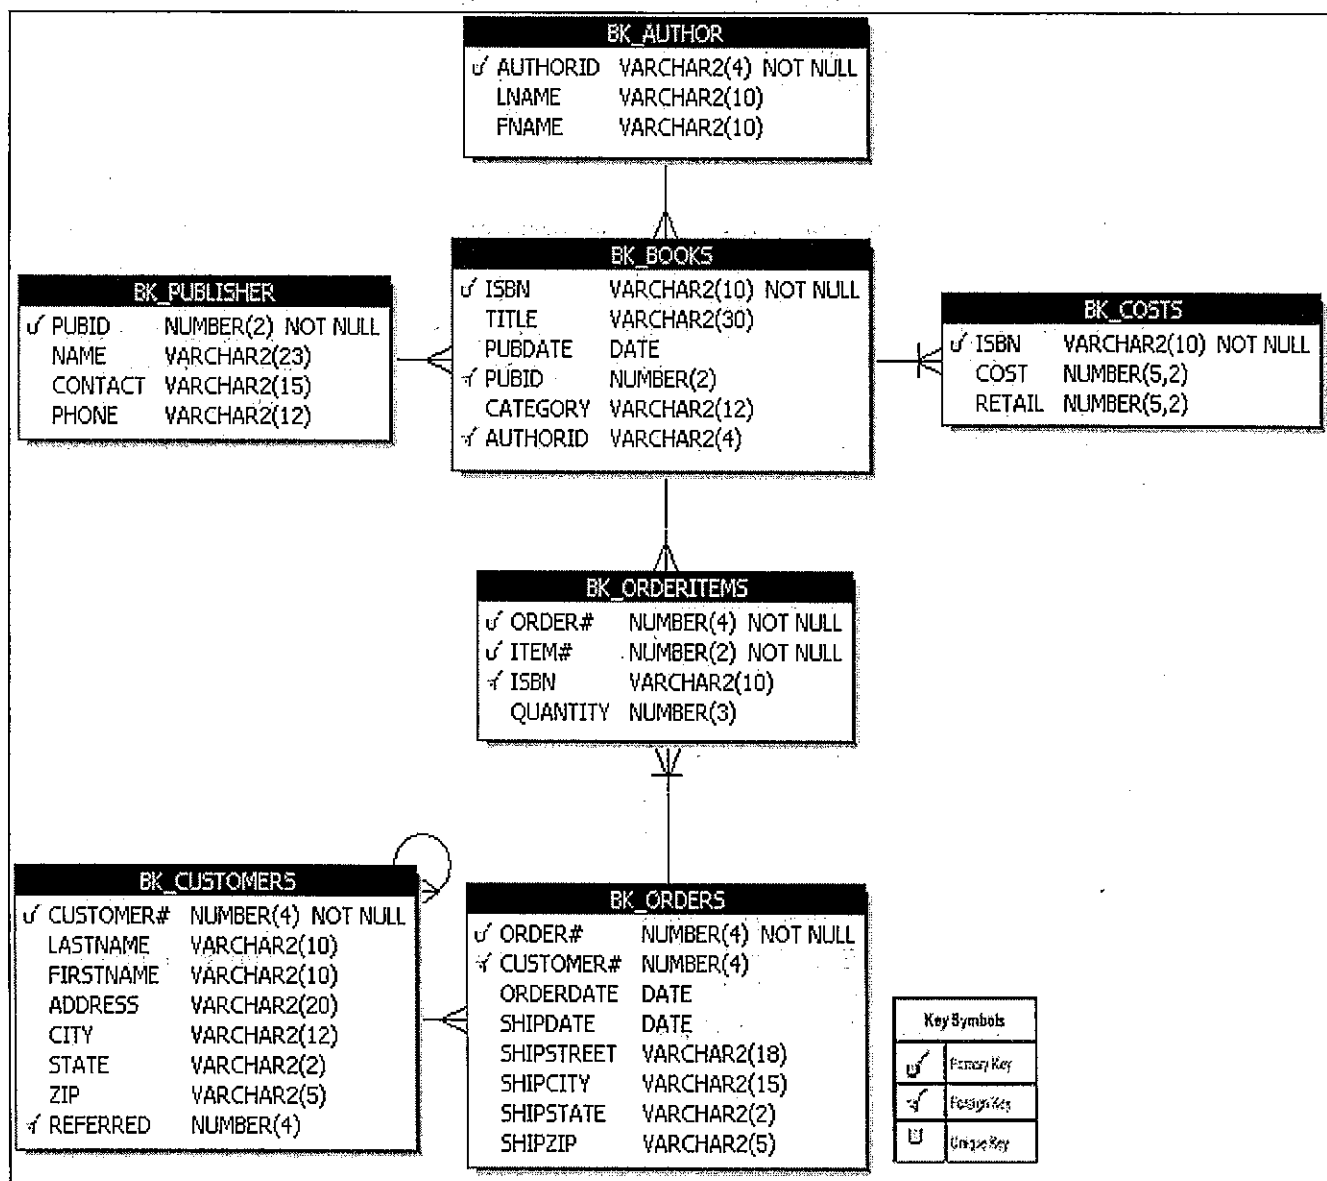 BK_AUTHOR
AUTHORID VARCHAR2(4) NOT NULL
LNAME VARCHAR2(10)
FNAME VARCHAR2(10)
BK_BOOKS
ISBN VARCHAR2(10) NOT NULL
TITLE VARCHAR2(30)
PUBDATE DATE
PUBID NUMBER(2)
CATEGORY VARCHAR2(12)
AUTHORID VARCHAR2(4)
BK_PUBLISHER
PUBID NUMBER(2) NOT NULL
NAME VARCHAR2(23)
CONTACT VARCHAR2(15)
PHONE VARCHAR2(12)
BK_COSTS
ISBN VARCHAR2(10) NOT NULL
COST NUMBER(5,2)
RETAIL NUMBER(5,2)
BK_ORDERITEMS
ORDER# NUMBER(4) NOT NULL
ITEM# NUMBER(2) NOT NULL
ISBN VARCHAR2(10)
QUANTITY NUMBER(3)
BK_CUSTOMERS
CUSTOMER# NUMBER(4) NOT NULL
LASTNAME VARCHAR2(10)
FIRSTNAME VARCHAR2(10)
ADDRESS VARCHAR2(20)
CITY VARCHAR2(12)
STATE VARCHAR2(2)
ZIP VARCHAR2(5)
REFERRED NUMBER(4)
BK_ORDERS
ORDER# NUMBER(4) NOT NULL
CUSTOMER# NUMBER(4)
ORDERDATE DATE
SHIPDATE DATE
SHIPSTREET VARCHAR2(18)
SHIPCITY VARCHAR2(15)
SHIPSTATE VARCHAR2(2)
SHIPZIP VARCHAR2(5)
Key Symbols
Primary Key
Foreign Key
Unique Key